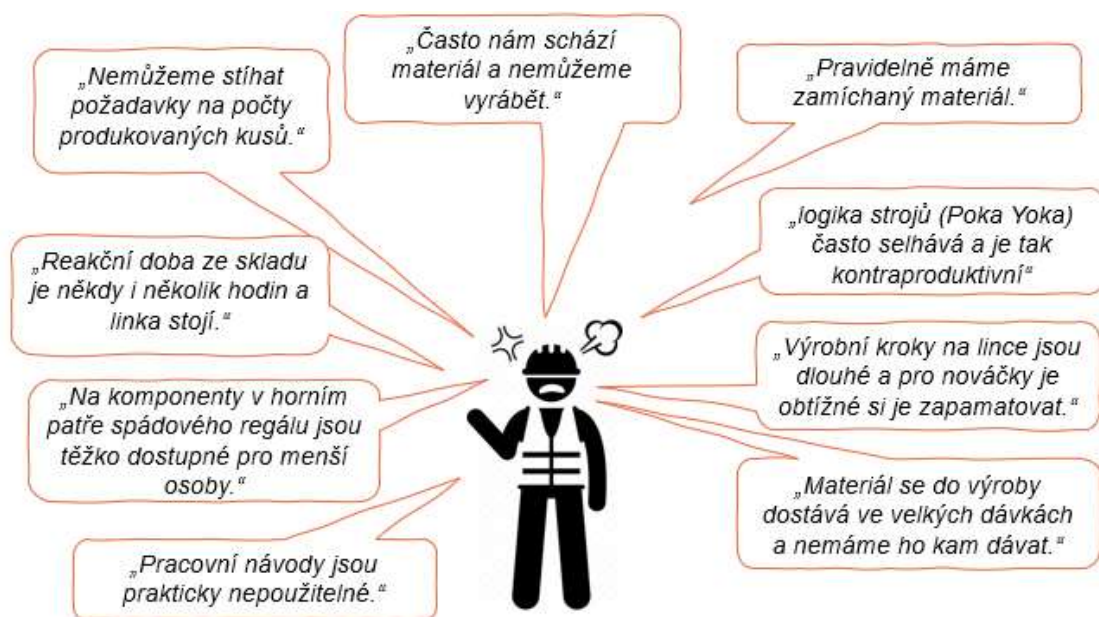 „Nemůžeme stíhat
požadavky na počty
produkovaných kusů.“
„Často nám schází
materiál a nemůžeme
vyrábět.“
„Pravidelně máme
zamíchaný materiál.“
„Reakční doba ze skladu
je někdy i několik hodin a
linka stojí.“
„logika strojů (Poka Yoka)
často selhává a je tak
kontraproduktivní“
„Na komponenty v horním
patře spádového regálu jsou
těžko dostupné pro menší
osoby.“
„Výrobní kroky na lince jsou
dlouhé a pro nováčky je
obtížné si je zapamatovat.“
„Pracovní návody jsou
prakticky nepoužitelné.“
„Materiál se do výroby
dostává ve velkých dávkách
a nemáme ho kam dávat.“